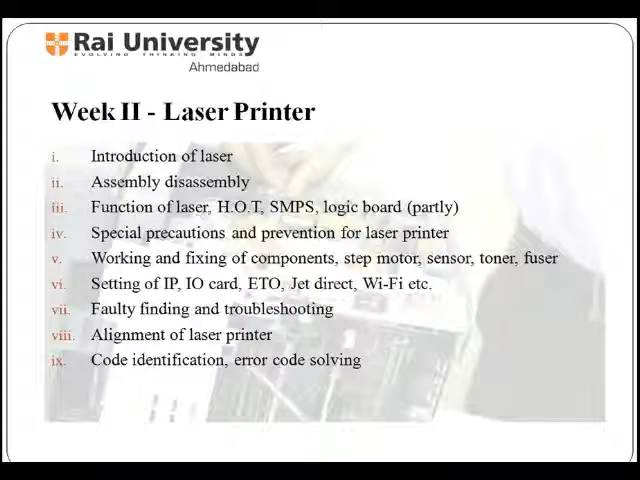 Rai University
EVOLVING THINKING MINDS
Ahmedabad
Week II - Laser Printer
i. Introduction of laser
ii. Assembly disassembly
iii. Function of laser, H.O.T, SMPS, logic board (partly)
iv. Special precautions and prevention for laser printer
v. Working and fixing of components, step motor, sensor, toner, fuser
vi. Setting of IP, IO card, ETO, Jet direct, Wi-Fi etc.
vii. Faulty finding and troubleshooting
viii. Alignment of laser printer
ix. Code identification, error code solving